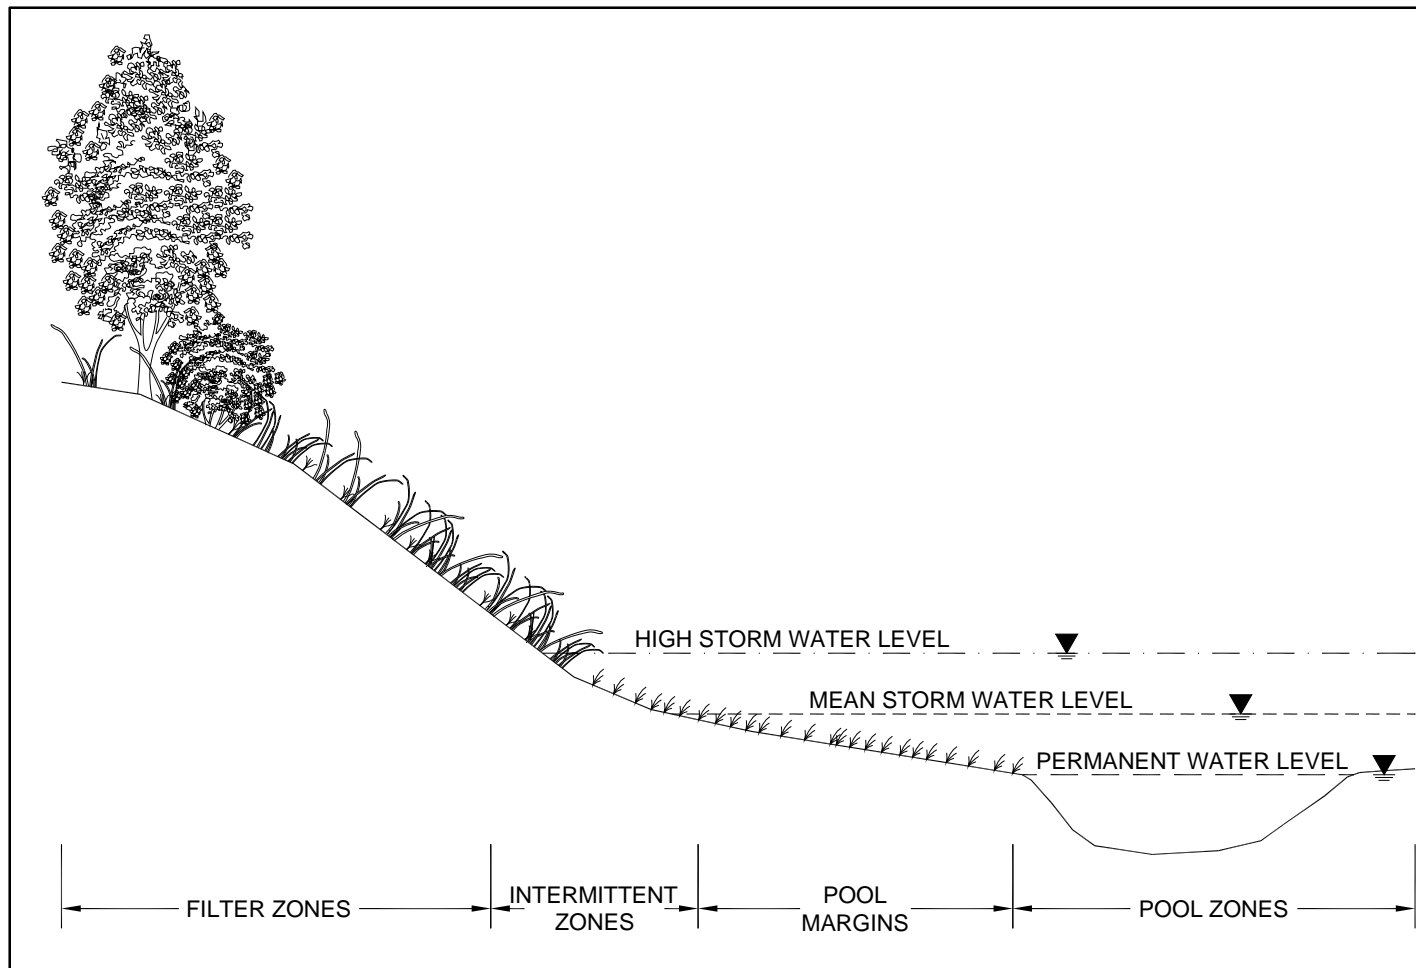 HIGH STORM WATER LEVEL
MEAN STORM WATER LEVEL
PERMANENT WATER LEVEL
FILTER ZONES
INTERMITTENT
ZONES
POOL
MARGINS
POOL ZONES